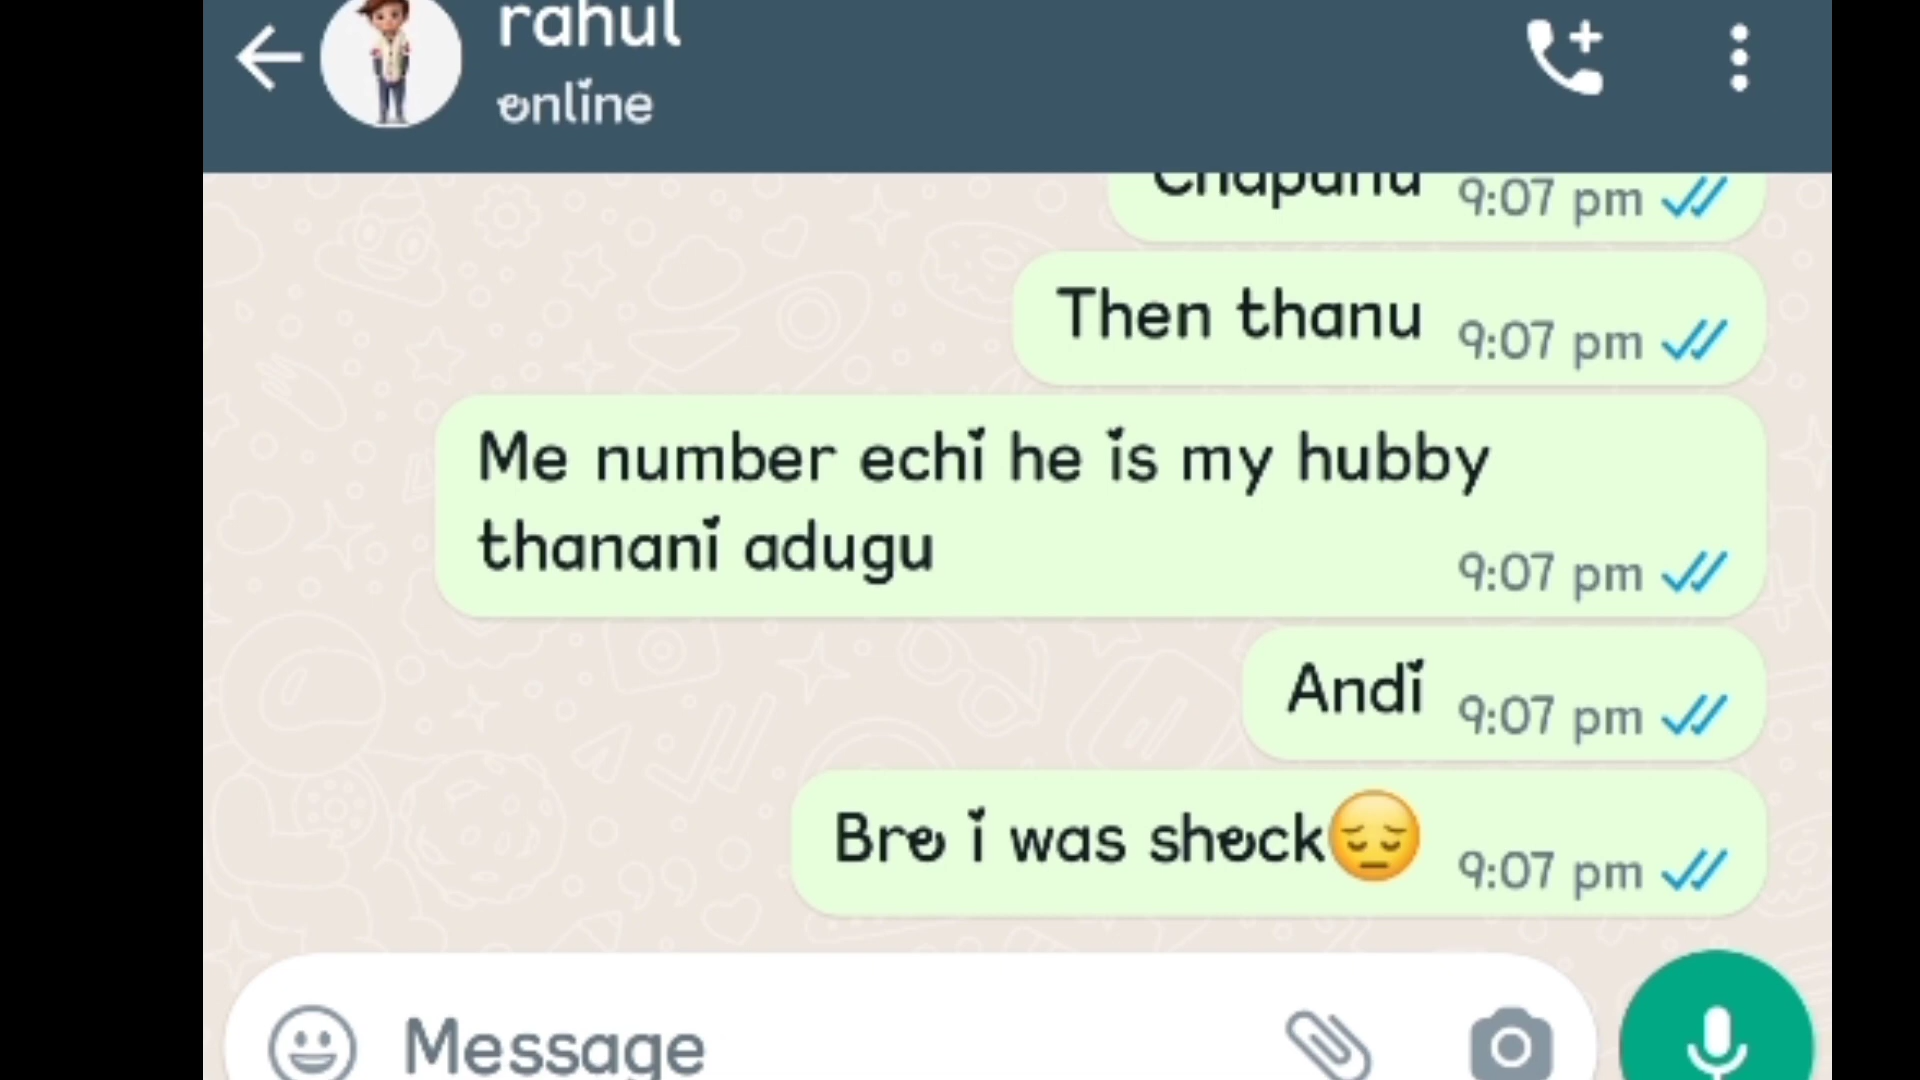 rahul
online
Chapanu 9:07 pm
Then thanu 9:07 pm
Me number echi he is my hubby
thanani adugu 9:07 pm
Andi 9:07 pm
Bro i was shock😔 9:07 pm
Message